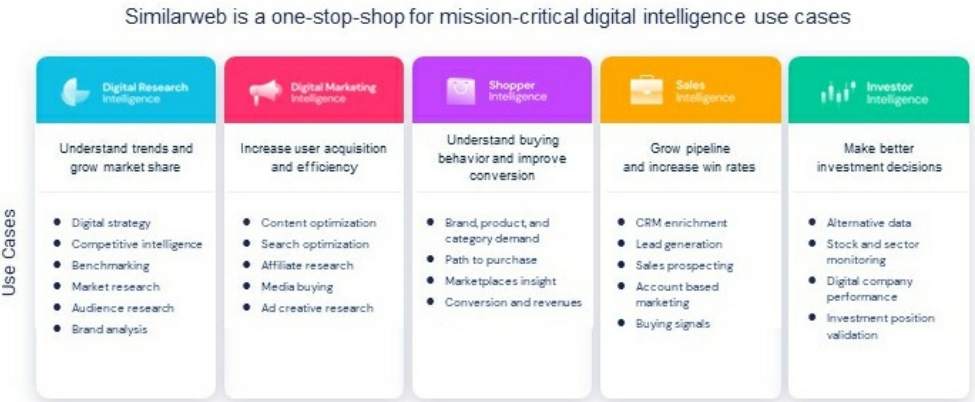 Similarweb is a one-stop-shop for mission-critical digital intelligence use cases
Digital Research
Intelligence
Understand trends and
grow market share
Digital strategy
Competitive intelligence
Benchmarking
Market research
Audience research
Brand analysis
Digital Marketing
Intelligence
Increase user acquisition
and efficiency
Content optimization
Search optimization
Affiliate research
Media buying
Ad creative research
Shopper
Intelligence
Understand buying
behavior and improve
conversion
Brand, product, and
category demand
Path to purchase
Marketplaces insight
Conversion and revenues
Sales
Intelligence
Grow pipeline
and increase win rates
CRM enrichment
Lead generation
Sales prospecting
Account based
marketing
Buying signals
Investor
Intelligence
Make better
investment decisions
Alternative data
Stock and sector
monitoring
Digital company
performance
Investment position
validation
Use Cases